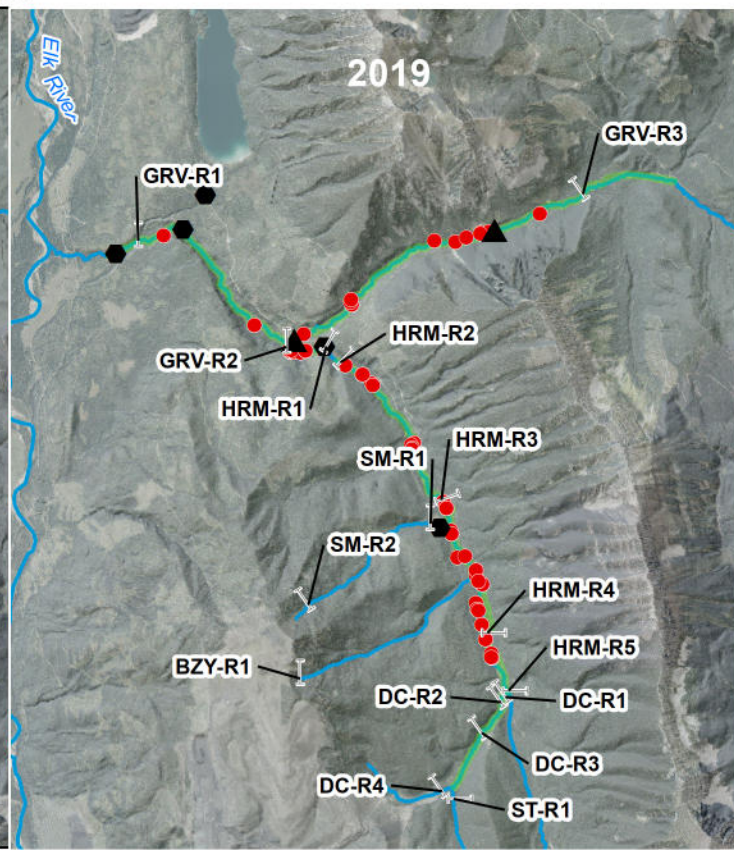 Elk River
2019
GRV-R3
GRV-R1
HRM-R2
GRV-R2
HRM-R1
HRM-R3
SM-R1
SM-R2
HRM-R4
HRM-R5
BZY-R1
DC-R2
DC-R1
DC-R3
DC-R4
ST-R1